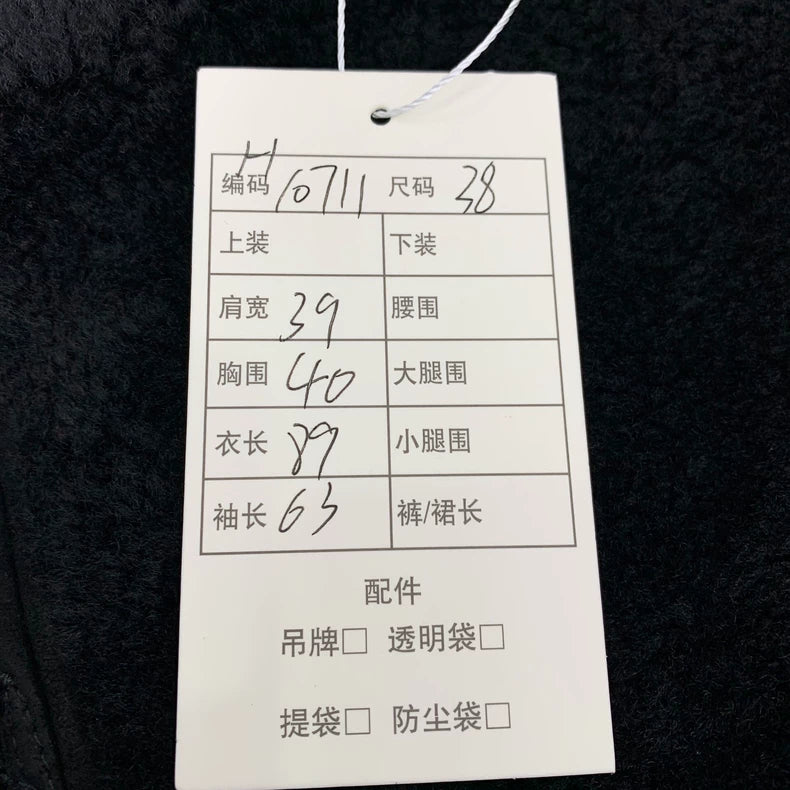 H
编码 10711 尺码 38
上装 下装
肩宽 39 腰围
胸围 40 大腿围
衣长 89 小腿围
袖长 63 裤/裙长
配件
吊牌□ 透明袋□
提袋□ 防尘袋□